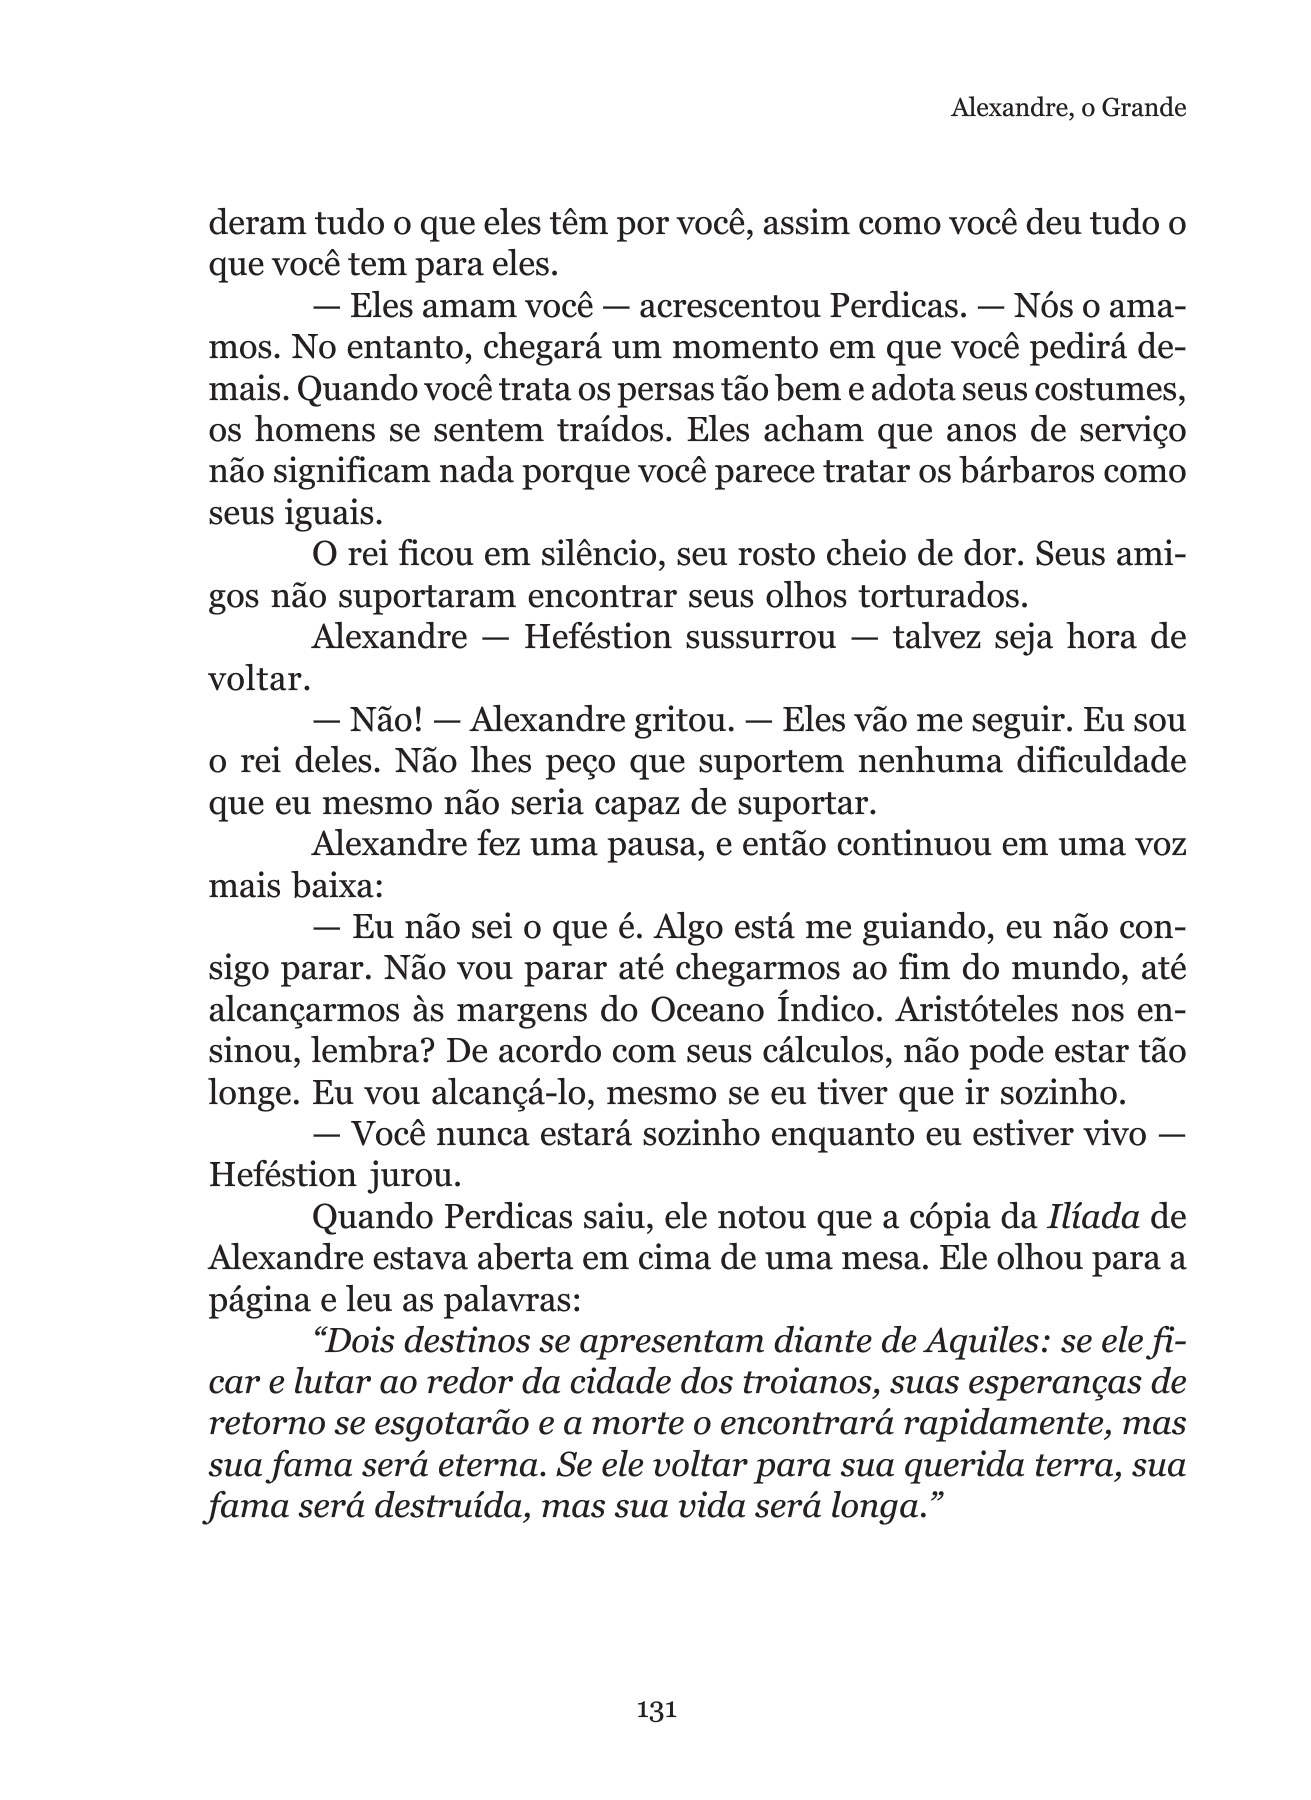 Alexandre, o Grande
deram tudo o que eles têm por você, assim como você deu tudo o
que você tem para eles.
— Eles amam você — acrescentou Perdicas. — Nós o ama-
mos. No entanto, chegará um momento em que você pedirá de-
mais. Quando você trata os persas tão bem e adota seus costumes,
os homens se sentem traídos. Eles acham que anos de serviço
não significam nada porque você parece tratar os bárbaros como
seus iguais.
O rei ficou em silêncio, seu rosto cheio de dor. Seus ami-
gos não suportaram encontrar seus olhos torturados.
Alexandre — Heféstion sussurrou — talvez seja hora de
voltar.
— Não! — Alexandre gritou. — Eles vão me seguir. Eu sou
o rei deles. Não lhes peço que suportem nenhuma dificuldade
que eu mesmo não seria capaz de suportar.
Alexandre fez uma pausa, e então continuou em uma voz
mais baixa:
— Eu não sei o que é. Algo está me guiando, eu não con-
sigo parar. Não vou parar até chegarmos ao fim do mundo, até
alcançarmos às margens do Oceano Índico. Aristóteles nos en-
sinou, lembra? De acordo com seus cálculos, não pode estar tão
longe. Eu vou alcançá-lo, mesmo se eu tiver que ir sozinho.
— Você nunca estará sozinho enquanto eu estiver vivo —
Heféstion jurou.
Quando Perdicas saiu, ele notou que a cópia da Ilíada de
Alexandre estava aberta em cima de uma mesa. Ele olhou para a
página e leu as palavras:
“Dois destinos se apresentam diante de Aquiles: se ele fi-
car e lutar ao redor da cidade dos troianos, suas esperanças de
retorno se esgotarão e a morte o encontrará rapidamente, mas
sua fama será eterna. Se ele voltar para sua querida terra, sua
fama será destruída, mas sua vida será longa.”
131